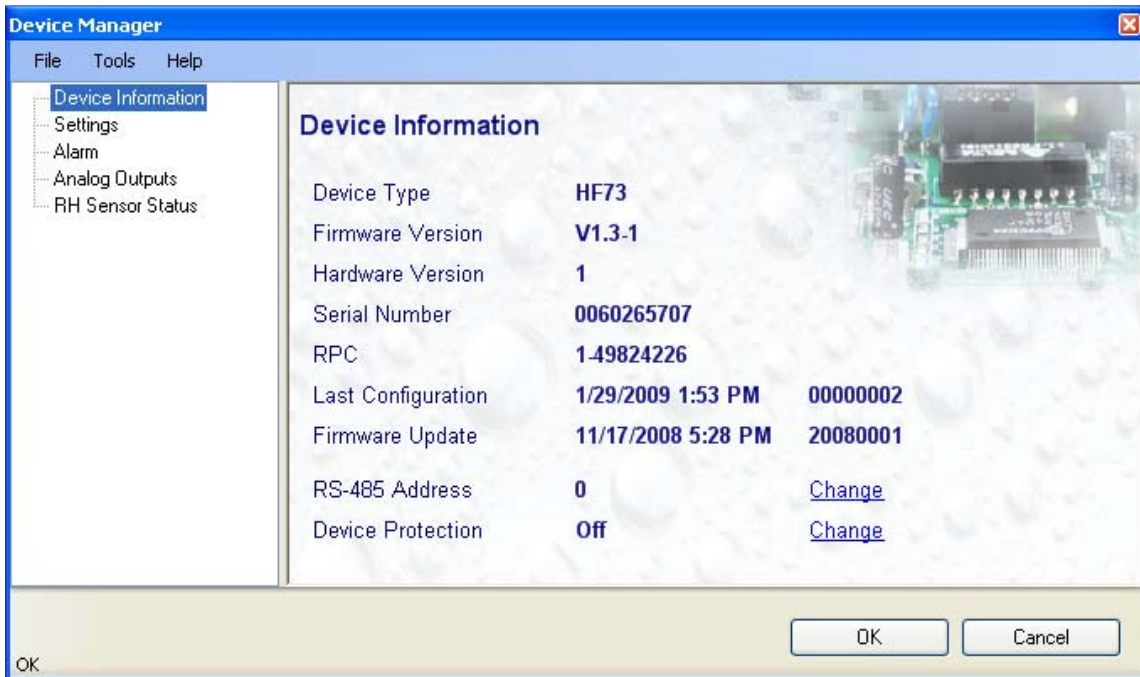 Device Manager
File Tools Help
Device Information
Settings
Alarm
Analog Outputs
RH Sensor Status
Device Information
Device Type HF73
Firmware Version V1.3-1
Hardware Version 1
Serial Number 0060265707
RPC 1-49824226
Last Configuration 1/29/2009 1:53 PM 00000002
Firmware Update 11/17/2008 5:28 PM 20080001
RS-485 Address 0 Change
Device Protection Off Change
OK Cancel
OK